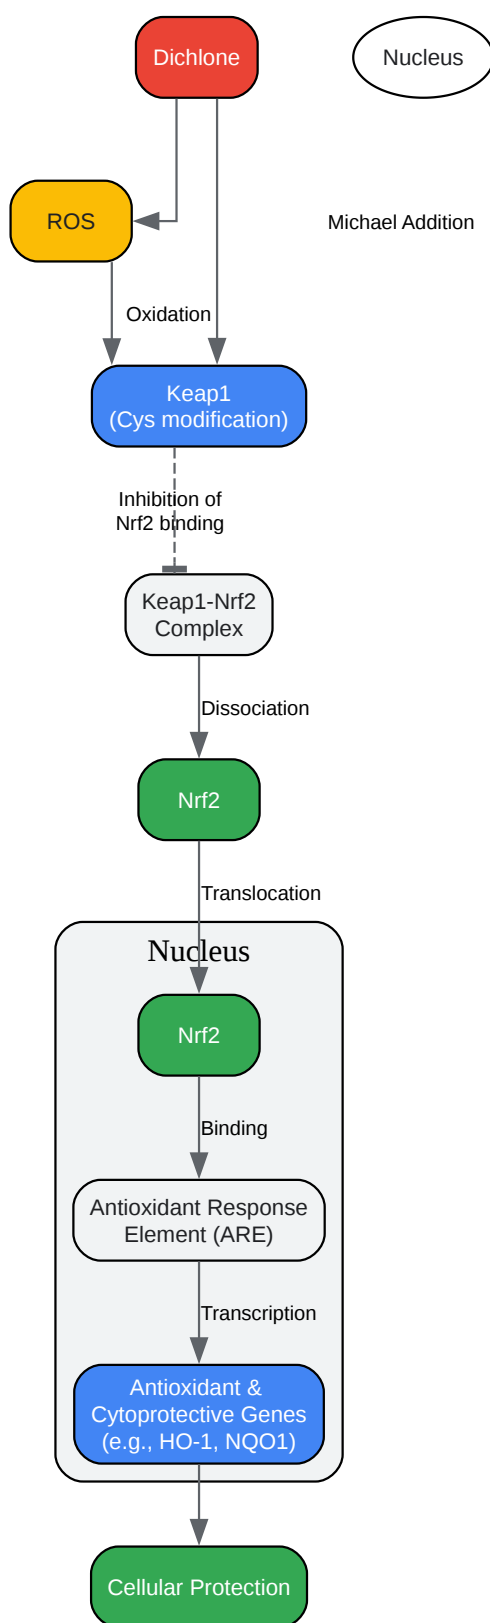 Dichlone
Nucleus
ROS
Michael Addition
Oxidation
Keap1
(Cys modification)
Inhibition of
Nrf2 binding
Keap1-Nrf2
Complex
Dissociation
Nrf2
Translocation
Nucleus
Nrf2
Binding
Antioxidant Response
Element (ARE)
Transcription
Antioxidant &
Cytoprotective Genes
(e.g., HO-1, NQO1)
Cellular Protection